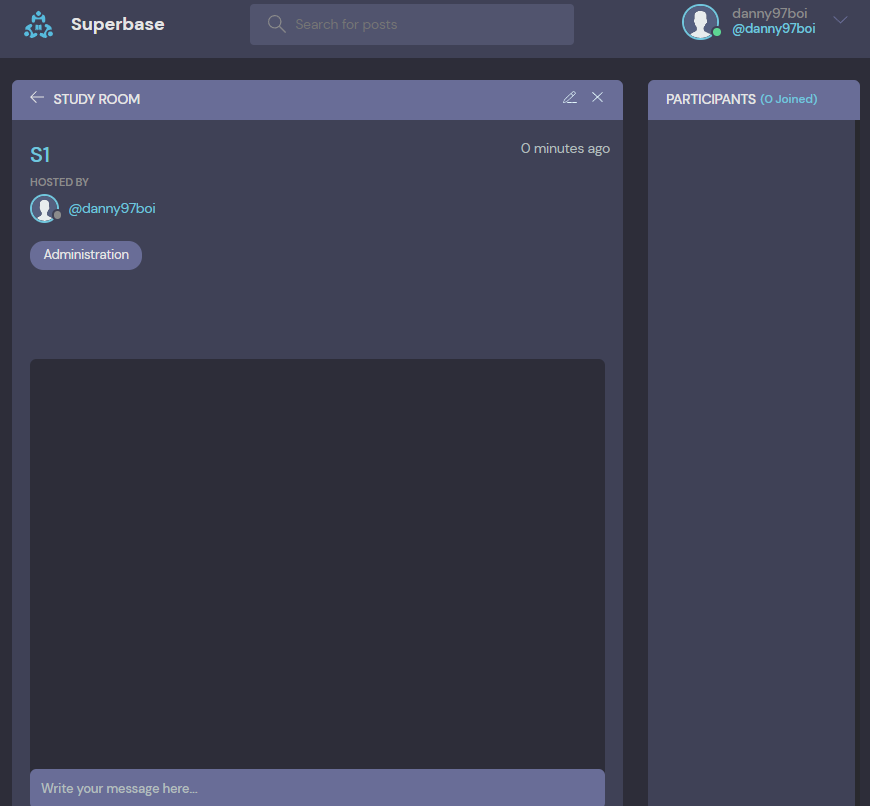 Superbase
Search for posts
danny97boi
@danny97boi
STUDY ROOM
S1
0 minutes ago
HOSTED BY
@danny97boi
Administration
Write your message here...
PARTICIPANTS (0 Joined)